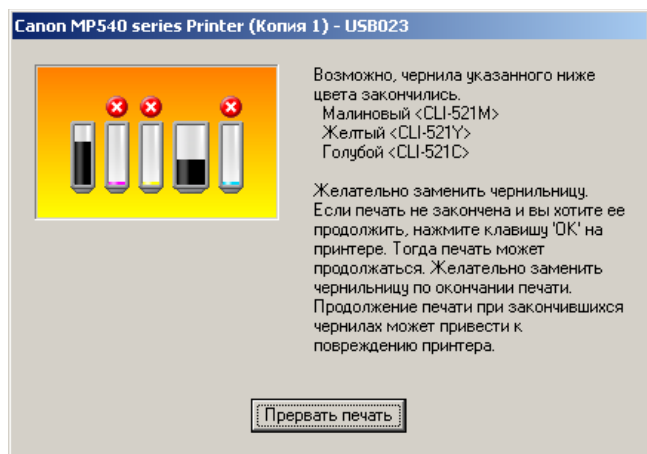 Canon MP540 series Printer (Копия 1) - USB023
Возможно, чернила указанного ниже
цвета закончились.
Малиновый <CLI-521M>
Желтый <CLI-521Y>
Голубой <CLI-521C>
Желательно заменить чернильницу.
Если печать не закончена и вы хотите ее
продолжить, нажмите клавишу 'OK' на
принтере. Тогда печать может
продолжаться. Желательно заменить
чернильницу по окончании печати.
Продолжение печати при закончившихся
чернилах может привести к
повреждению принтера.
Прервать печать